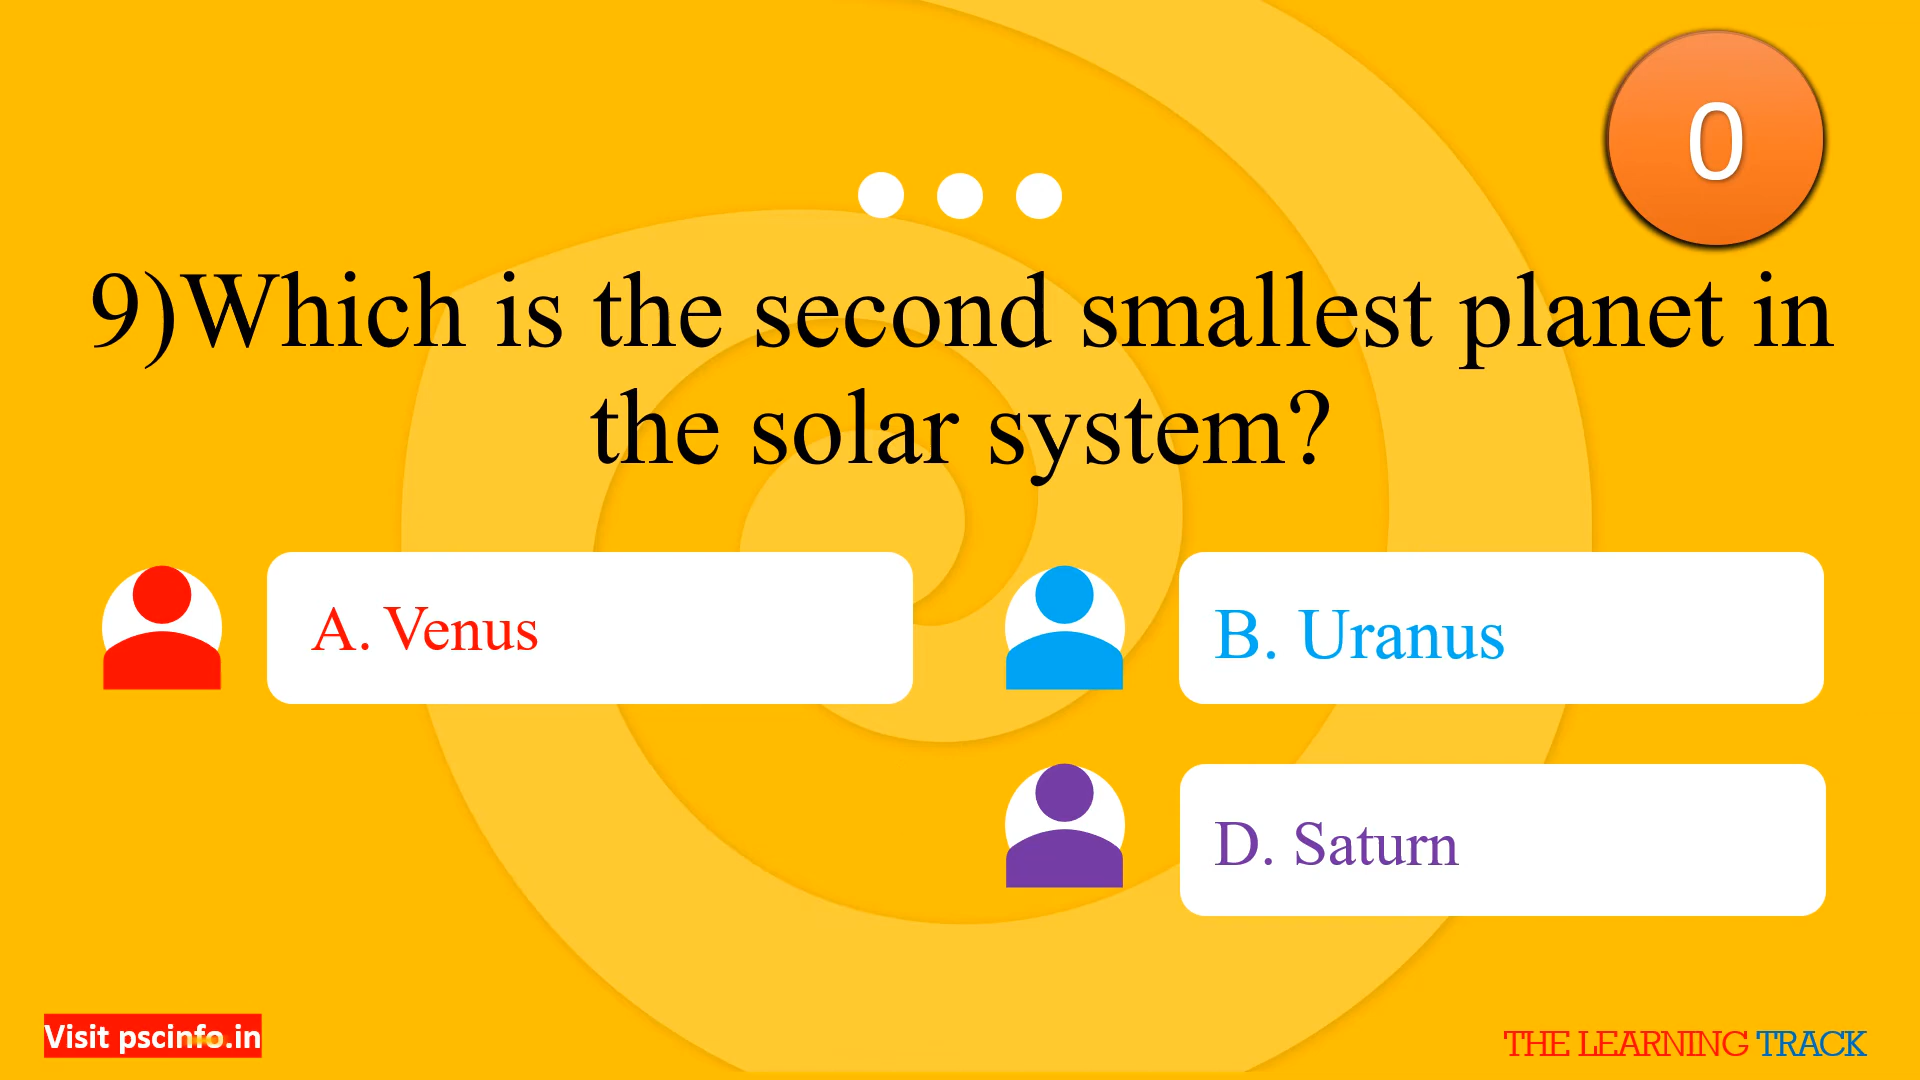 0
9)Which is the second smallest planet in
the solar system?
A. Venus
B. Uranus
D. Saturn
Visit pscinfo.in
THE LEARNING TRACK